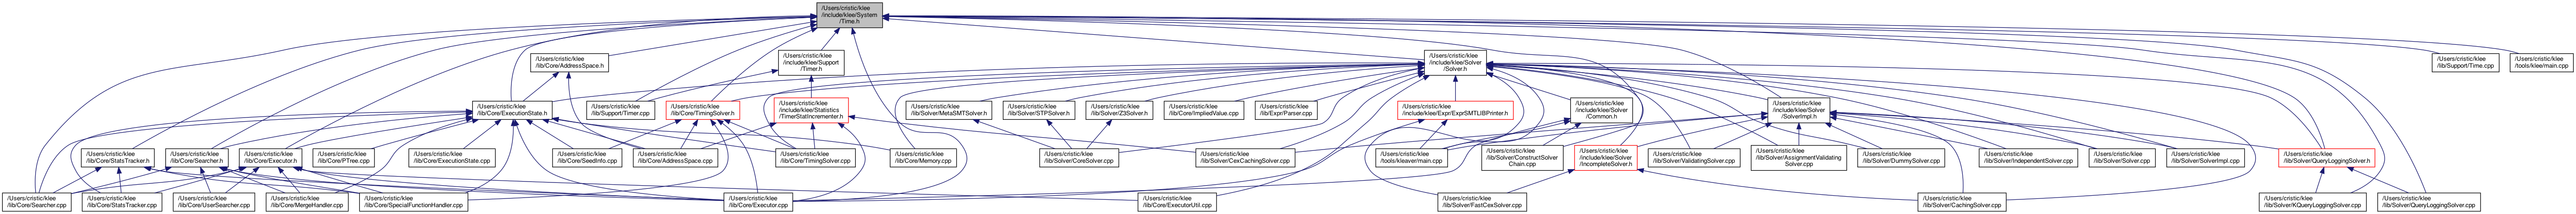 /Users/cristic/klee
/include/klee/System
/Time.h
/Users/cristic/klee
/lib/Core/AddressSpace.h
/Users/cristic/klee
/include/klee/Support
/Timer.h
/Users/cristic/klee
/include/klee/Solver
/Solver.h
/Users/cristic/klee
/lib/Support/Time.cpp
/Users/cristic/klee
/tools/klee/main.cpp
/Users/cristic/klee
/lib/Core/ExecutionState.h
/Users/cristic/klee
/lib/Support/Timer.cpp
/Users/cristic/klee
/lib/Core/TimingSolver.h
/Users/cristic/klee
/include/klee/Statistics
/TimerStatIncrementer.h
/Users/cristic/klee
/lib/Solver/MetaSMTSolver.cpp
/Users/cristic/klee
/lib/Solver/STPSolver.cpp
/Users/cristic/klee
/lib/Solver/Z3Solver.cpp
/Users/cristic/klee
/lib/Core/ImpliedValue.cpp
/Users/cristic/klee
/lib/Expr/Parser.cpp
/Users/cristic/klee
/include/klee/Expr/ExprSMTLIBPrinter.h
/Users/cristic/klee
/include/klee/Solver
/Common.h
/Users/cristic/klee
/include/klee/Solver
/SolverImpl.h
/Users/cristic/klee
/lib/Core/StatsTracker.h
/Users/cristic/klee
/lib/Core/Searcher.h
/Users/cristic/klee
/lib/Core/Executor.h
/Users/cristic/klee
/lib/Core/PTree.cpp
/Users/cristic/klee
/lib/Core/ExecutionState.cpp
/Users/cristic/klee
/lib/Core/SeedInfo.cpp
/Users/cristic/klee
/lib/Core/AddressSpace.cpp
/Users/cristic/klee
/lib/Core/TimingSolver.cpp
/Users/cristic/klee
/lib/Core/Memory.cpp
/Users/cristic/klee
/lib/Solver/CoreSolver.cpp
/Users/cristic/klee
/lib/Solver/CexCachingSolver.cpp
/Users/cristic/klee
/tools/kleaver/main.cpp
/Users/cristic/klee
/lib/Solver/ConstructSolver
Chain.cpp
/Users/cristic/klee
/include/klee/Solver
/IncompleteSolver.h
/Users/cristic/klee
/lib/Solver/ValidatingSolver.cpp
/Users/cristic/klee
/lib/Solver/AssignmentValidating
Solver.cpp
/Users/cristic/klee
/lib/Solver/DummySolver.cpp
/Users/cristic/klee
/lib/Solver/IndependentSolver.cpp
/Users/cristic/klee
/lib/Solver/Solver.cpp
/Users/cristic/klee
/lib/Solver/SolverImpl.cpp
/Users/cristic/klee
/lib/Solver/QueryLoggingSolver.h
/Users/cristic/klee
/lib/Core/Searcher.cpp
/Users/cristic/klee
/lib/Core/StatsTracker.cpp
/Users/cristic/klee
/lib/Core/UserSearcher.cpp
/Users/cristic/klee
/lib/Core/MergeHandler.cpp
/Users/cristic/klee
/lib/Core/SpecialFunctionHandler.cpp
/Users/cristic/klee
/lib/Core/Executor.cpp
/Users/cristic/klee
/lib/Core/ExecutorUtil.cpp
/Users/cristic/klee
/lib/Solver/FastCexSolver.cpp
/Users/cristic/klee
/lib/Solver/CachingSolver.cpp
/Users/cristic/klee
/lib/Solver/KQueryLoggingSolver.cpp
/Users/cristic/klee
/lib/Solver/QueryLoggingSolver.cpp